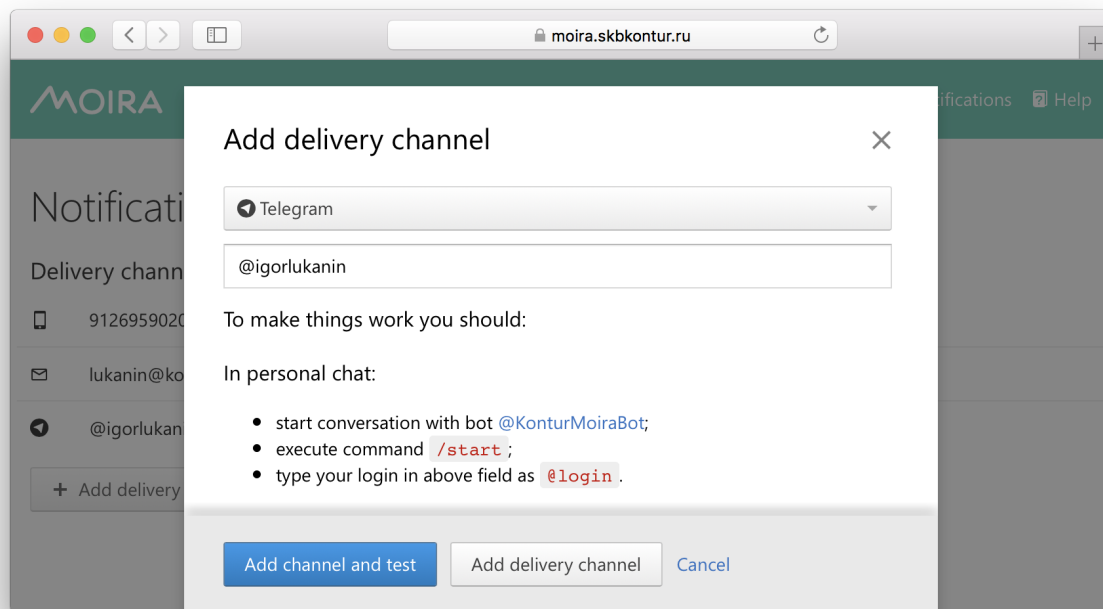 moira.skbkontur.ru
MOIRA
Help
Add delivery channel
Telegram
@igorlukanin
To make things work you should:
In personal chat:
start conversation with bot @KonturMoiraBot;
execute command /start ;
type your login in above field as @login .
Add channel and test
Add delivery channel
Cancel
Notificati
Delivery chann
9126959020
lukanin@ko
@igorlukan
+ Add delivery